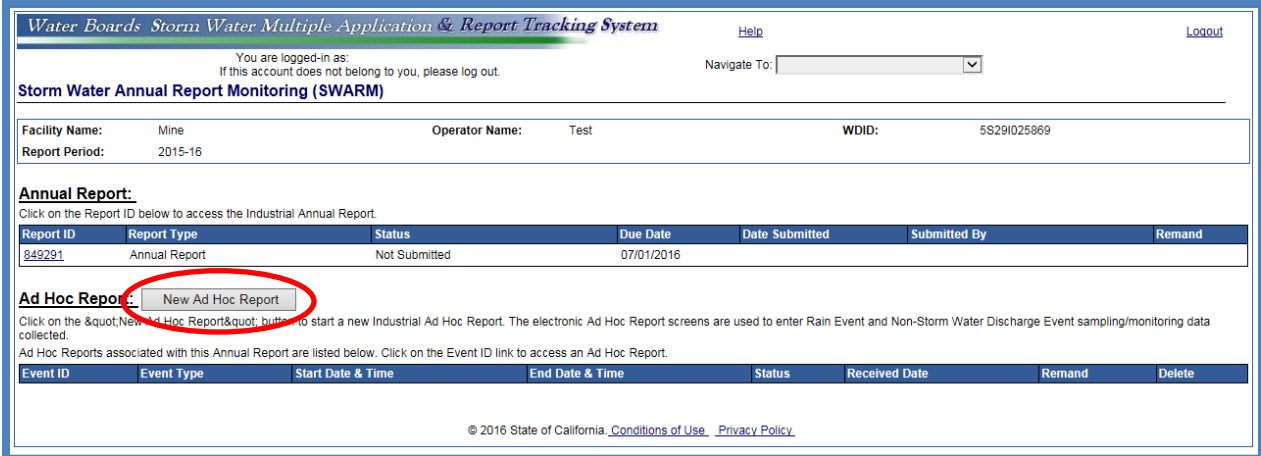 Water Boards Storm Water Multiple Application & Report Tracking System
Help
Logout
You are logged-in as:
If this account does not belong to you, please log out.
Navigate To:
Storm Water Annual Report Monitoring (SWARM)
Facility Name: Mine Operator Name: Test WDID: 5S29I025869
Report Period: 2015-16
Annual Report:
Click on the Report ID below to access the Industrial Annual Report.
Report ID Report Type Status Due Date Date Submitted Submitted By Remand
849291 Annual Report Not Submitted 07/01/2016
Ad Hoc Report: New Ad Hoc Report
Click on the &quot;New Ad Hoc Report&quot; button to start a new Industrial Ad Hoc Report. The electronic Ad Hoc Report screens are used to enter Rain Event and Non-Storm Water Discharge Event sampling/monitoring data
collected.
Ad Hoc Reports associated with this Annual Report are listed below. Click on the Event ID link to access an Ad Hoc Report.
Event ID Event Type Start Date & Time End Date & Time Status Received Date Remand Delete
© 2016 State of California. Conditions of Use Privacy Policy